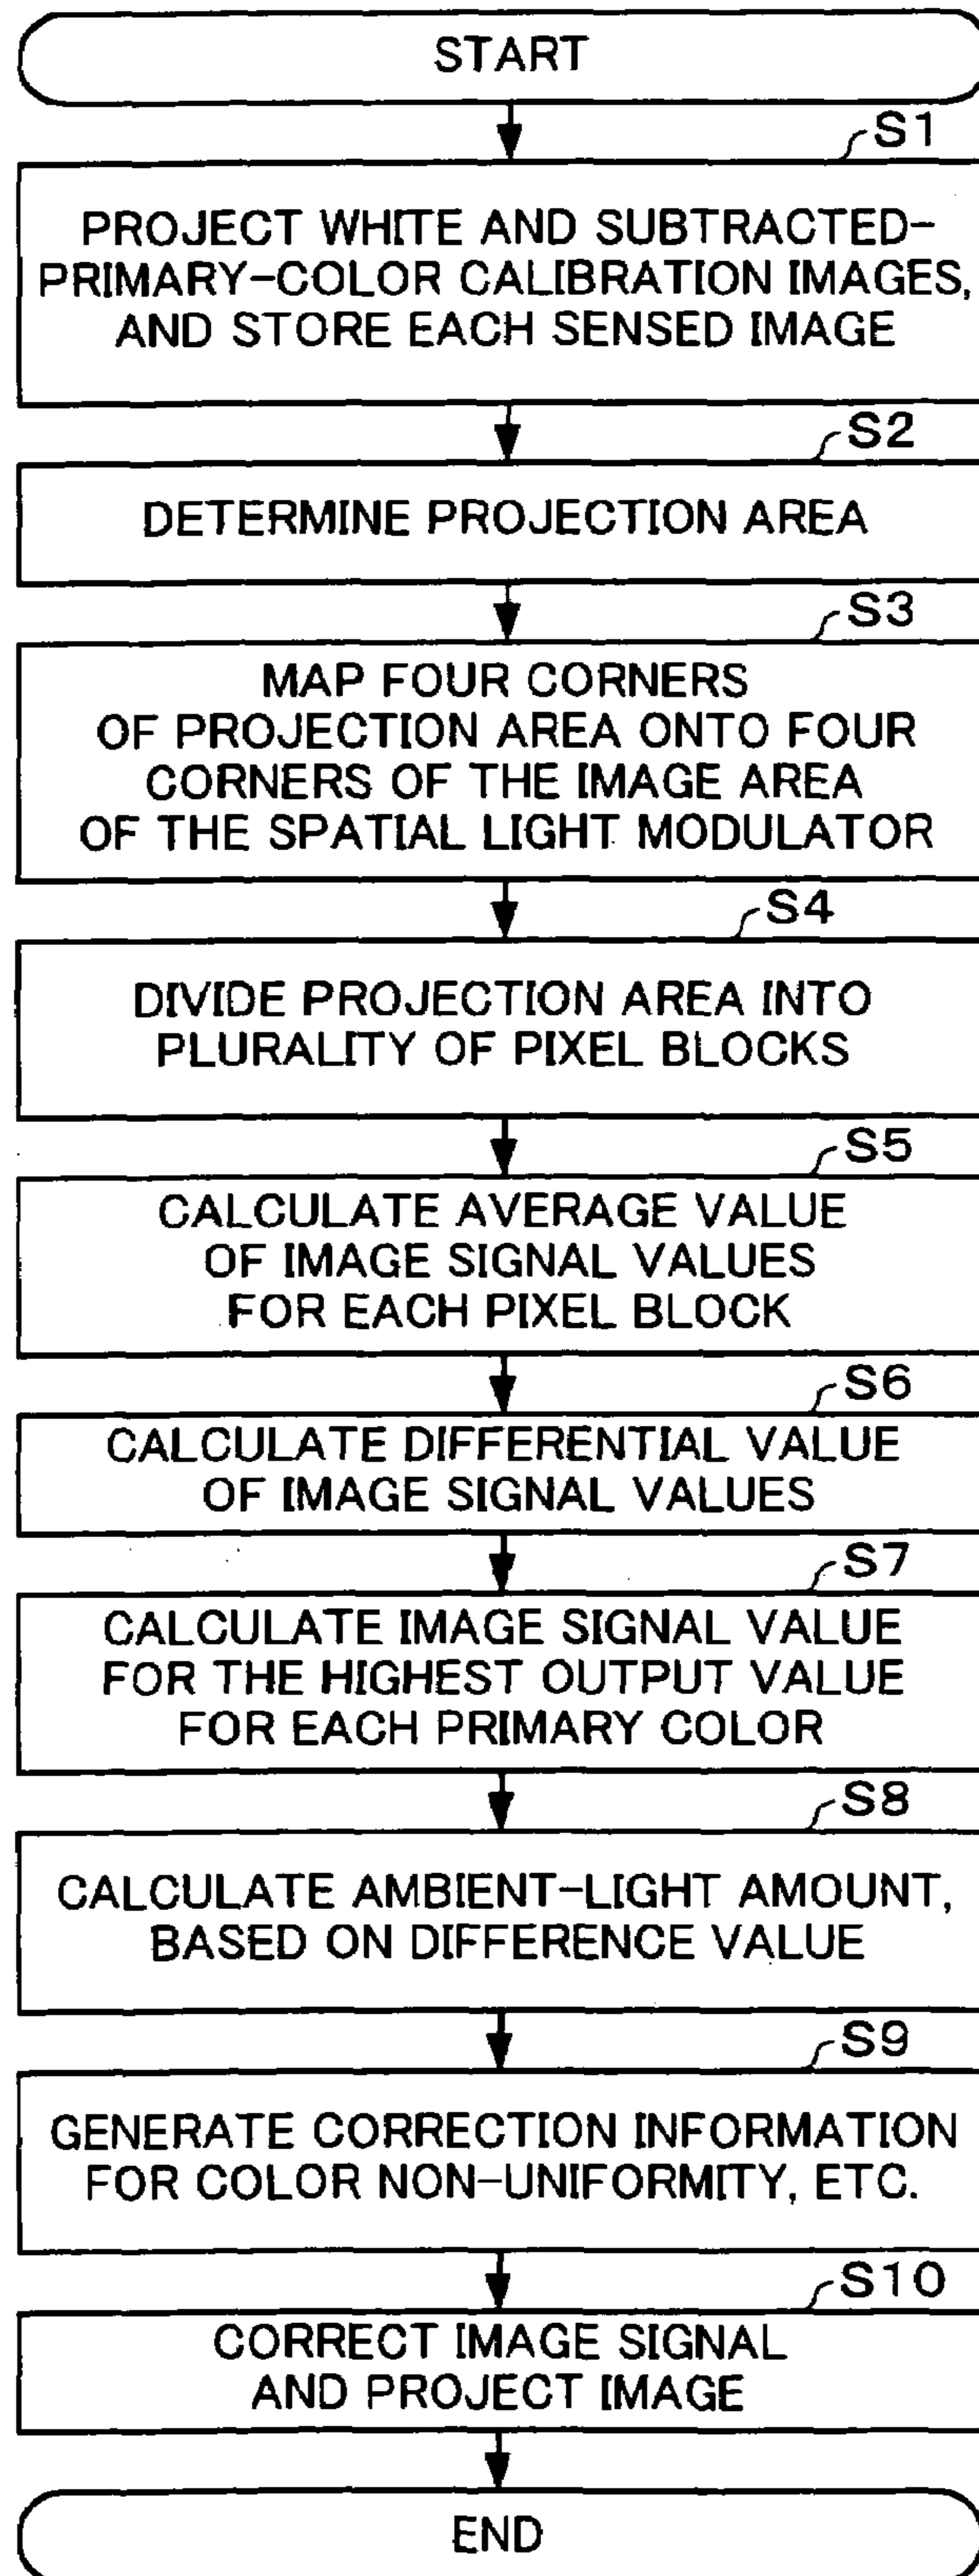 START
S1
PROJECT WHITE AND SUBTRACTED-
PRIMARY-COLOR CALIBRATION IMAGES,
AND STORE EACH SENSED IMAGE
S2
DETERMINE PROJECTION AREA
S3
MAP FOUR CORNERS
OF PROJECTION AREA ONTO FOUR
CORNERS OF THE IMAGE AREA
OF THE SPATIAL LIGHT MODULATOR
S4
DIVIDE PROJECTION AREA INTO
PLURALITY OF PIXEL BLOCKS
S5
CALCULATE AVERAGE VALUE
OF IMAGE SIGNAL VALUES
FOR EACH PIXEL BLOCK
S6
CALCULATE DIFFERENTIAL VALUE
OF IMAGE SIGNAL VALUES
S7
CALCULATE IMAGE SIGNAL VALUE
FOR THE HIGHEST OUTPUT VALUE
FOR EACH PRIMARY COLOR
S8
CALCULATE AMBIENT-LIGHT AMOUNT,
BASED ON DIFFERENCE VALUE
S9
GENERATE CORRECTION INFORMATION
FOR COLOR NON-UNIFORMITY, ETC.
S10
CORRECT IMAGE SIGNAL
AND PROJECT IMAGE
END